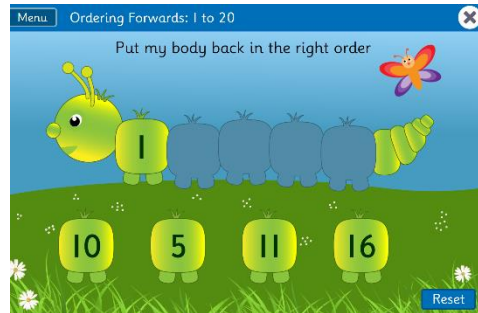 Menu Ordering Forwards: 1 to 20
Put my body back in the right order
1
10 5 11 16
Reset